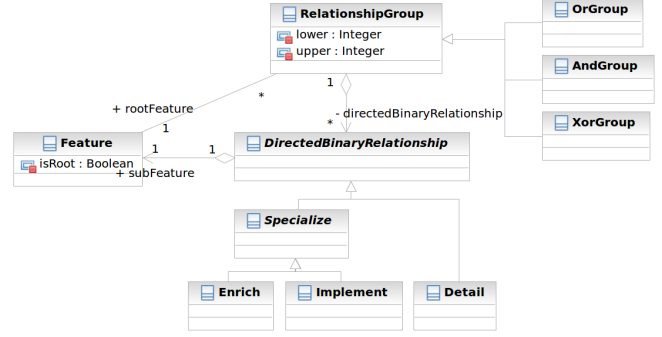 RelationshipGroup
lower : Integer
upper : Integer
OrGroup
AndGroup
XorGroup
+ rootFeature
1
*
1
*
- directedBinaryRelationship
Feature
isRoot : Boolean
1
1
+ subFeature
DirectedBinaryRelationship
Specialize
Enrich
Implement
Detail